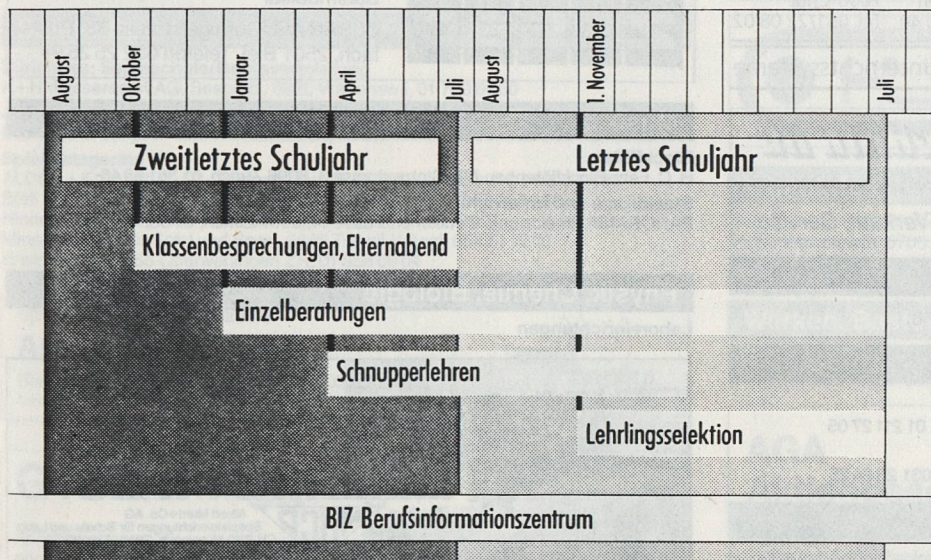 August
Oktober
Januar
April
Juli
August
1. November
Juli
Zweitletztes Schuljahr
Letztes Schuljahr
Klassenbesprechungen, Elternabend
Einzelberatungen
Schnupperlehren
Lehrlingsselektion
BIZ Berufsinformationszentrum